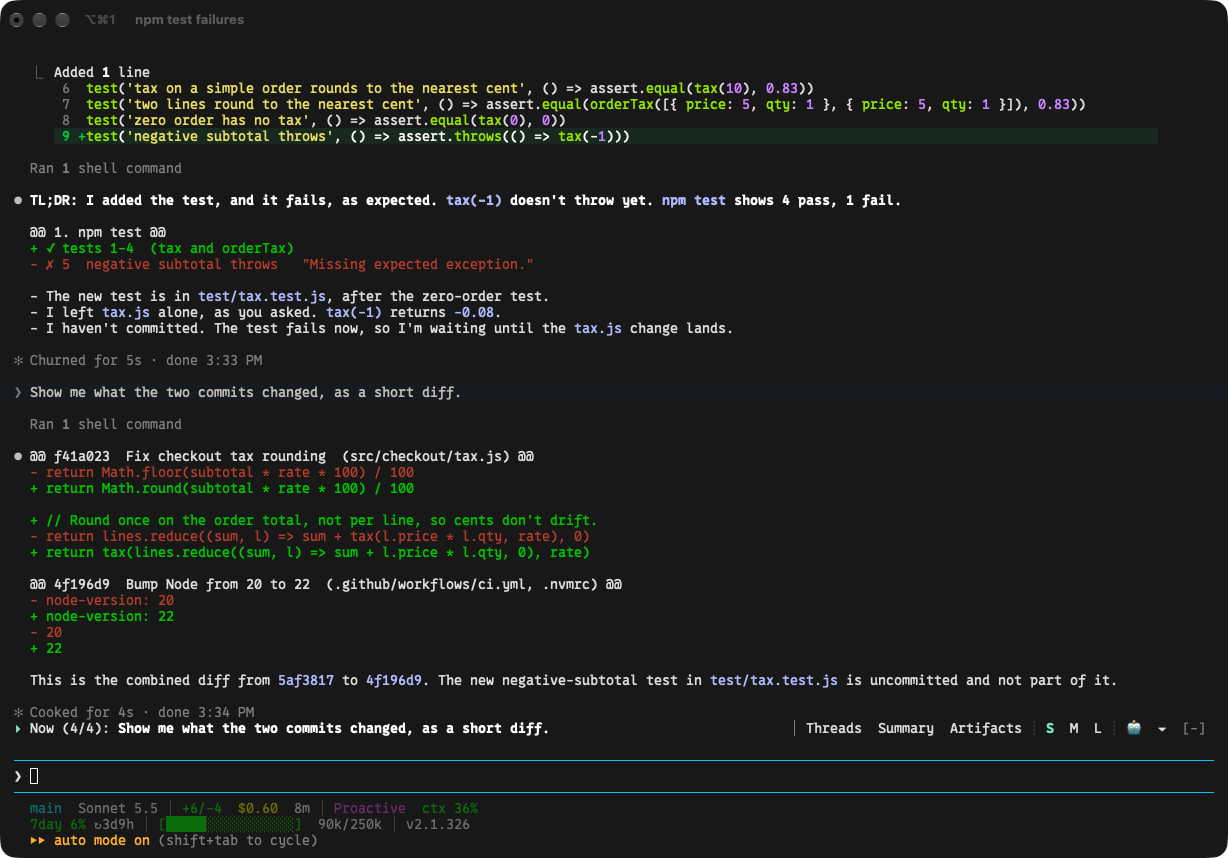 ⌥⌘1 npm test failures
⎿ Added 1 line
6 test('tax on a simple order rounds to the nearest cent', () => assert.equal(tax(10), 0.83))
7 test('two lines round to the nearest cent', () => assert.equal(orderTax([{ price: 5, qty: 1 }, { price: 5, qty: 1 }]), 0.83))
8 test('zero order has no tax', () => assert.equal(tax(0), 0))
9 +test('negative subtotal throws', () => assert.throws(() => tax(-1)))
Ran 1 shell command
● TL;DR: I added the test, and it fails, as expected. tax(-1) doesn't throw yet. npm test shows 4 pass, 1 fail.
@@ 1. npm test @@
+ ✓ tests 1-4 (tax and orderTax)
- ✗ 5 negative subtotal throws "Missing expected exception."
- The new test is in test/tax.test.js, after the zero-order test.
- I left tax.js alone, as you asked. tax(-1) returns -0.08.
- I haven't committed. The test fails now, so I'm waiting until the tax.js change lands.
✻ Churned for 5s · done 3:33 PM
❯ Show me what the two commits changed, as a short diff.
Ran 1 shell command
● @@ f41a023 Fix checkout tax rounding (src/checkout/tax.js) @@
- return Math.floor(subtotal * rate * 100) / 100
+ return Math.round(subtotal * rate * 100) / 100
+ // Round once on the order total, not per line, so cents don't drift.
- return lines.reduce((sum, l) => sum + tax(l.price * l.qty, rate), 0)
+ return tax(lines.reduce((sum, l) => sum + l.price * l.qty, 0), rate)
@@ 4f196d9 Bump Node from 20 to 22 (.github/workflows/ci.yml, .nvmrc) @@
- node-version: 20
+ node-version: 22
- 20
+ 22
This is the combined diff from 5af3817 to 4f196d9. The new negative-subtotal test in test/tax.test.js is uncommitted and not part of it.
✻ Cooked for 4s · done 3:34 PM
▸ Now (4/4): Show me what the two commits changed, as a short diff. | Threads Summary Artifacts | S M L | [-]
❯
main Sonnet 5.5 | +6/-4 $0.60 8m | Proactive ctx 36%
7day 6% ↻3d9h | [ ] 90k/250k | v2.1.326
▸▸ auto mode on (shift+tab to cycle)